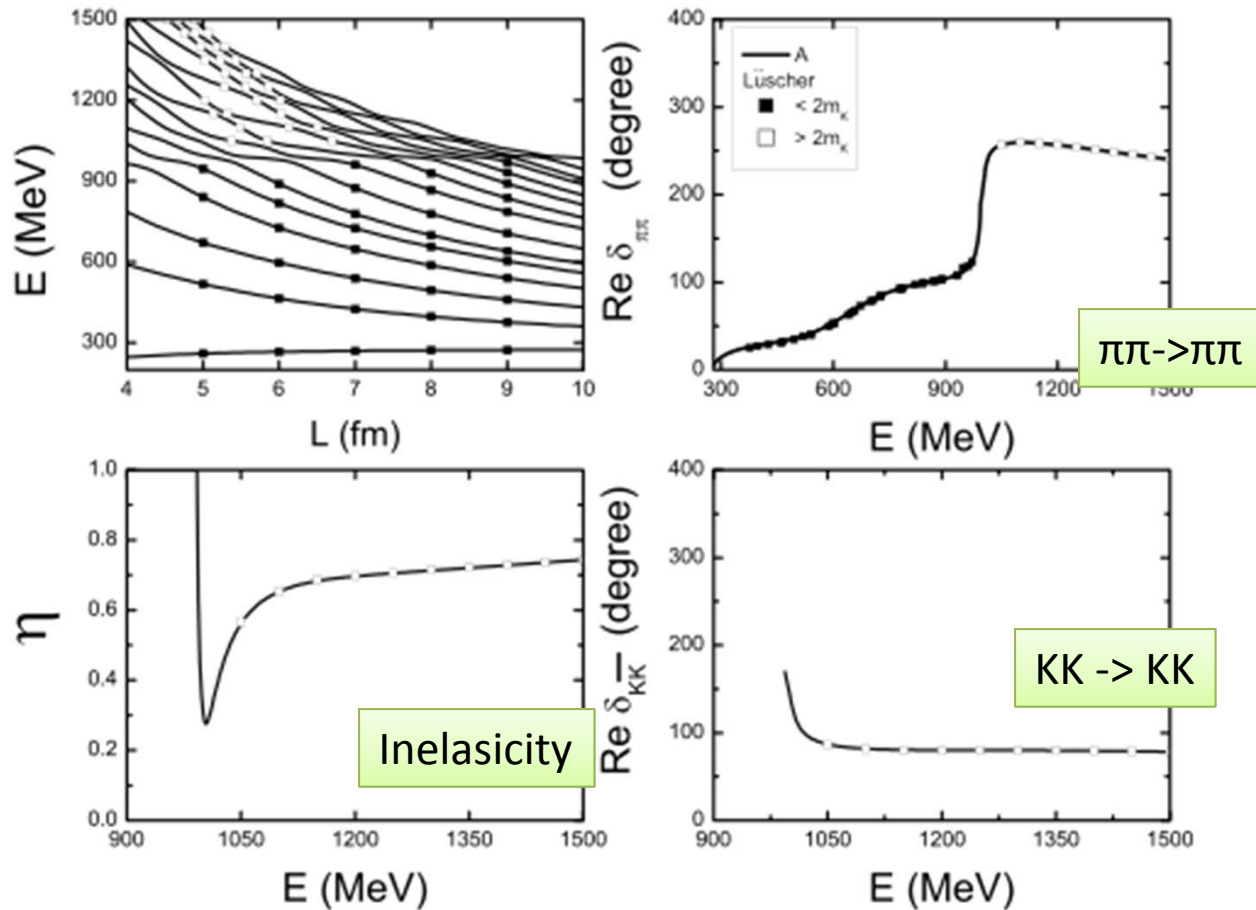 1500
1200
900
600
300
E (MeV)
4 5 6 7 8 9 10
L (fm)
400
300
200
100
0
Re δππ (degree)
A
Lüscher
< 2mK
> 2mK
ππ->ππ
300 600 900 1200 1500
E (MeV)
1.0
0.8
0.6
0.4
0.2
0.0
η
Inelasicity
900 1050 1200 1350 1500
E (MeV)
400
300
200
100
0
Re δKK̄ (degree)
KK -> KK
900 1050 1200 1350 1500
E (MeV)